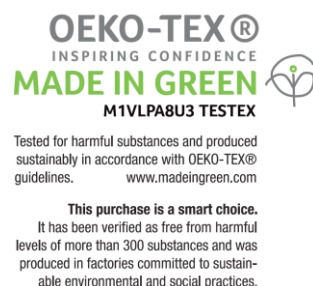 OEKO-TEX®
INSPIRING CONFIDENCE
MADE IN GREEN
M1VLPA8U3 TESTEX
Tested for harmful substances and produced
sustainably in accordance with OEKO-TEX®
guidelines. www.madeingreen.com
This purchase is a smart choice.
It has been verified as free from harmful
levels of more than 300 substances and was
produced in factories committed to sustain-
able environmental and social practices.